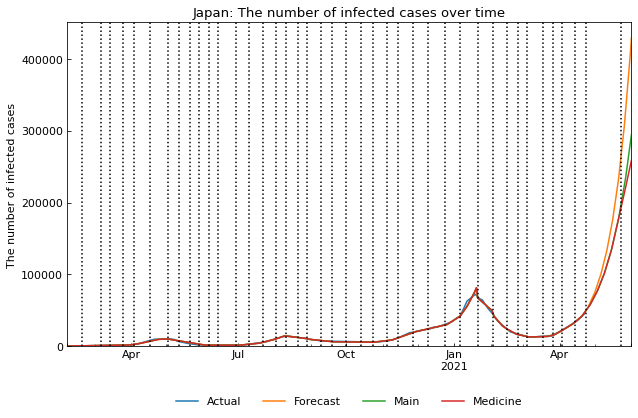 Japan: The number of infected cases over time
The number of infected cases
400000
300000
200000
100000
0
Apr Jul Oct Jan Apr
2021
Actual Forecast Main Medicine